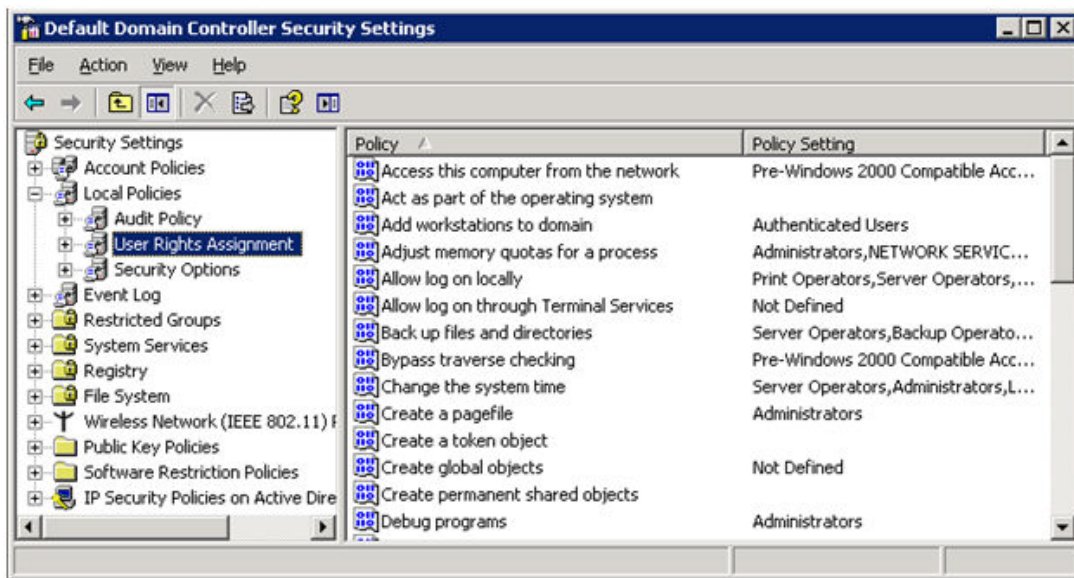 Default Domain Controller Security Settings
File Action View Help
Security Settings
Account Policies
Local Policies
Audit Policy
User Rights Assignment
Security Options
Event Log
Restricted Groups
System Services
Registry
File System
Wireless Network (IEEE 802.11) P
Public Key Policies
Software Restriction Policies
IP Security Policies on Active Dire
Policy Policy Setting
Access this computer from the network Pre-Windows 2000 Compatible Acc...
Act as part of the operating system
Add workstations to domain Authenticated Users
Adjust memory quotas for a process Administrators,NETWORK SERVIC...
Allow log on locally Print Operators,Server Operators,...
Allow log on through Terminal Services Not Defined
Back up files and directories Server Operators,Backup Operato...
Bypass traverse checking Pre-Windows 2000 Compatible Acc...
Change the system time Server Operators,Administrators,L...
Create a pagefile Administrators
Create a token object
Create global objects Not Defined
Create permanent shared objects
Debug programs Administrators